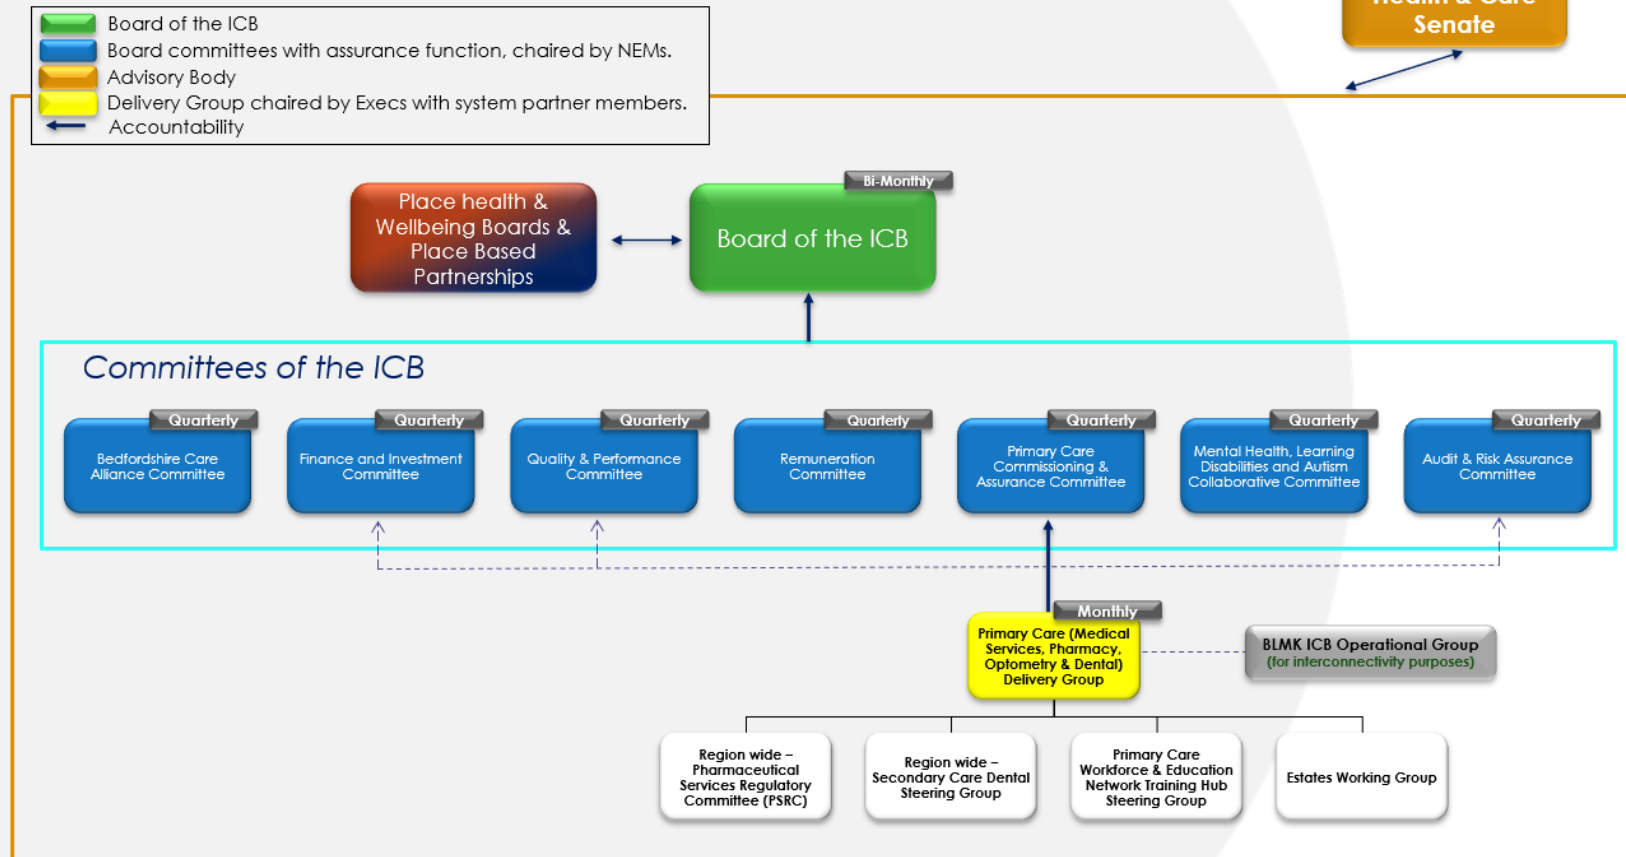 Health & Care
Senate
Board of the ICB
Board committees with assurance function, chaired by NEMs.
Advisory Body
Delivery Group chaired by Execs with system partner members.
Accountability
Bi-Monthly
Place health &
Wellbeing Boards &
Place Based
Partnerships
Board of the ICB
Committees of the ICB
Quarterly
Bedfordshire Care
Alliance Committee
Quarterly
Finance and Investment
Committee
Quarterly
Quality & Performance
Committee
Quarterly
Remuneration
Committee
Quarterly
Primary Care
Commissioning &
Assurance Committee
Quarterly
Mental Health, Learning
Disabilities and Autism
Collaborative Committee
Quarterly
Audit & Risk Assurance
Committee
Monthly
Primary Care (Medical
Services, Pharmacy,
Optometry & Dental)
Delivery Group
BLMK ICB Operational Group
(for interconnectivity purposes)
Region wide –
Pharmaceutical
Services Regulatory
Committee (PSRC)
Region wide –
Secondary Care Dental
Steering Group
Primary Care
Workforce & Education
Network Training Hub
Steering Group
Estates Working Group